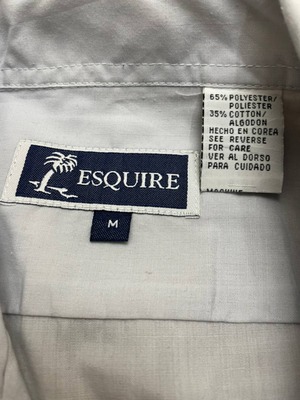 65% POLYESTER/
POLIESTER
35% COTTON/
ALGODON
HECHO EN COREA
SEE REVERSE
FOR CARE
VER AL DORSO
PARA CUIDADO
ESQUIRE
M